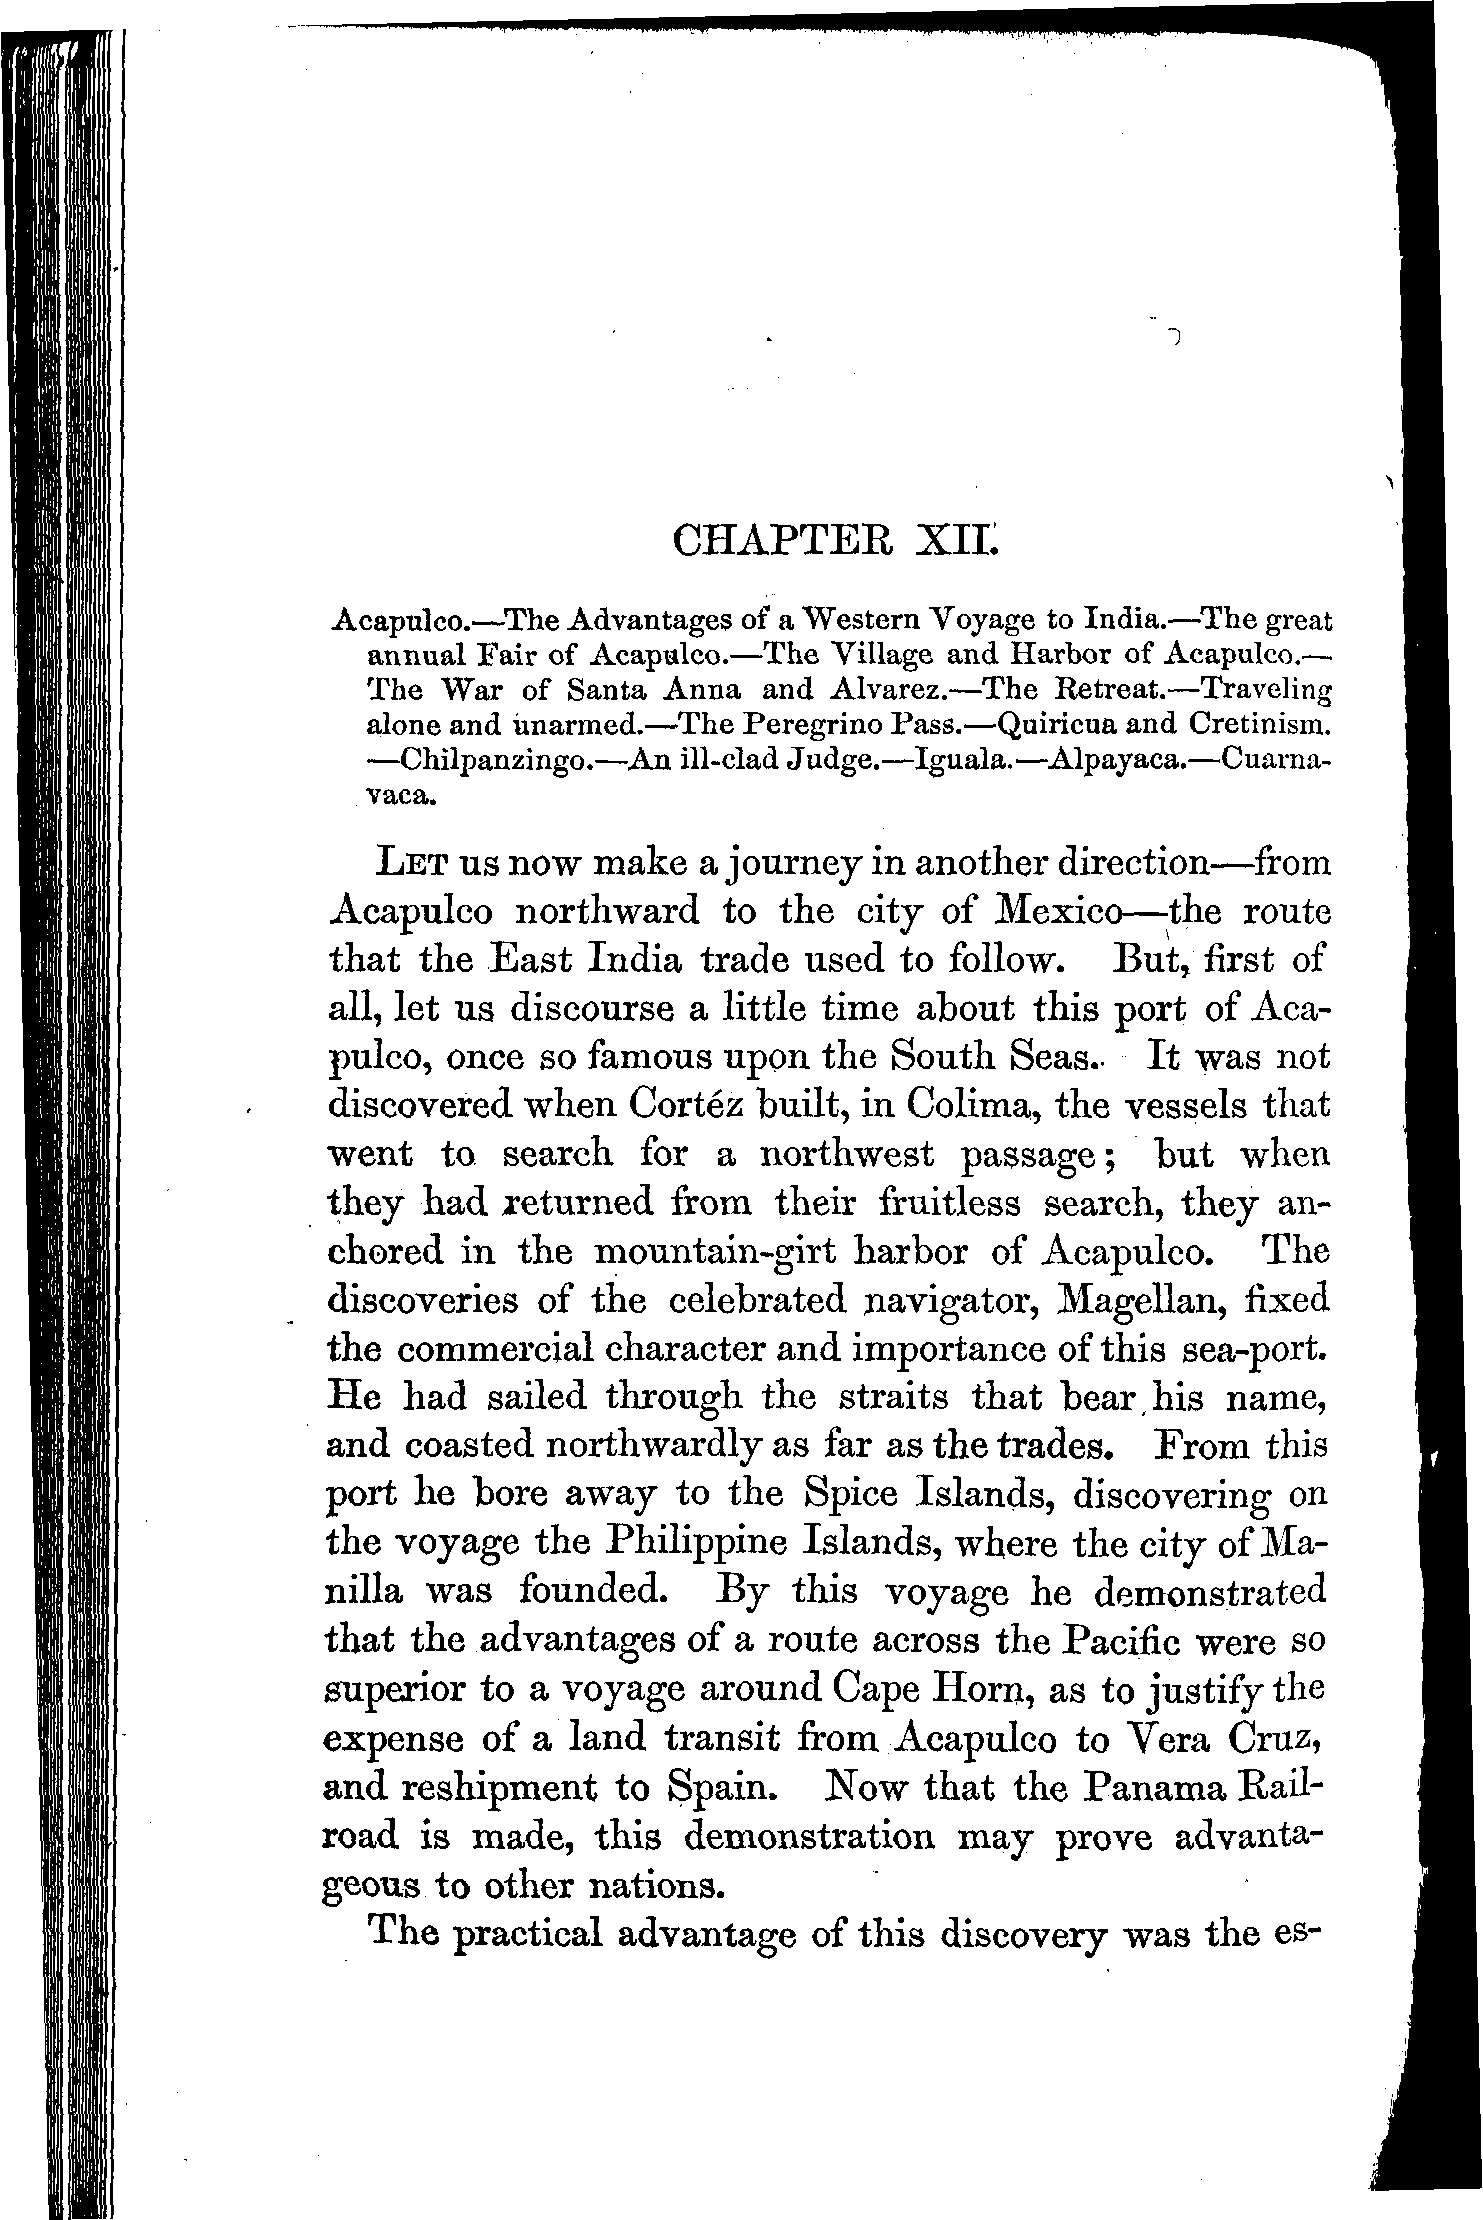 CHAPTER XII.
Acapulco.—The Advantages of a Western Voyage to India.—The great
annual Fair of Acapulco.—The Village and Harbor of Acapulco.—
The War of Santa Anna and Alvarez.—The Retreat.—Traveling
alone and unarmed.—The Peregrino Pass.—Quiricua and Cretinism.
—Chilpanzingo.—An ill-clad Judge.—Iguala.—Alpayaca.—Cuarna-
vaca.
LET us now make a journey in another direction—from
Acapulco northward to the city of Mexico—the route
that the East India trade used to follow. But, first of
all, let us discourse a little time about this port of Aca-
pulco, once so famous upon the South Seas. It was not
discovered when Cortéz built, in Colima, the vessels that
went to search for a northwest passage; but when
they had returned from their fruitless search, they an-
chored in the mountain-girt harbor of Acapulco. The
discoveries of the celebrated navigator, Magellan, fixed
the commercial character and importance of this sea-port.
He had sailed through the straits that bear his name,
and coasted northwardly as far as the trades. From this
port he bore away to the Spice Islands, discovering on
the voyage the Philippine Islands, where the city of Ma-
nilla was founded. By this voyage he demonstrated
that the advantages of a route across the Pacific were so
superior to a voyage around Cape Horn, as to justify the
expense of a land transit from Acapulco to Vera Cruz,
and reshipment to Spain. Now that the Panama Rail-
road is made, this demonstration may prove advanta-
geous to other nations.
The practical advantage of this discovery was the es-